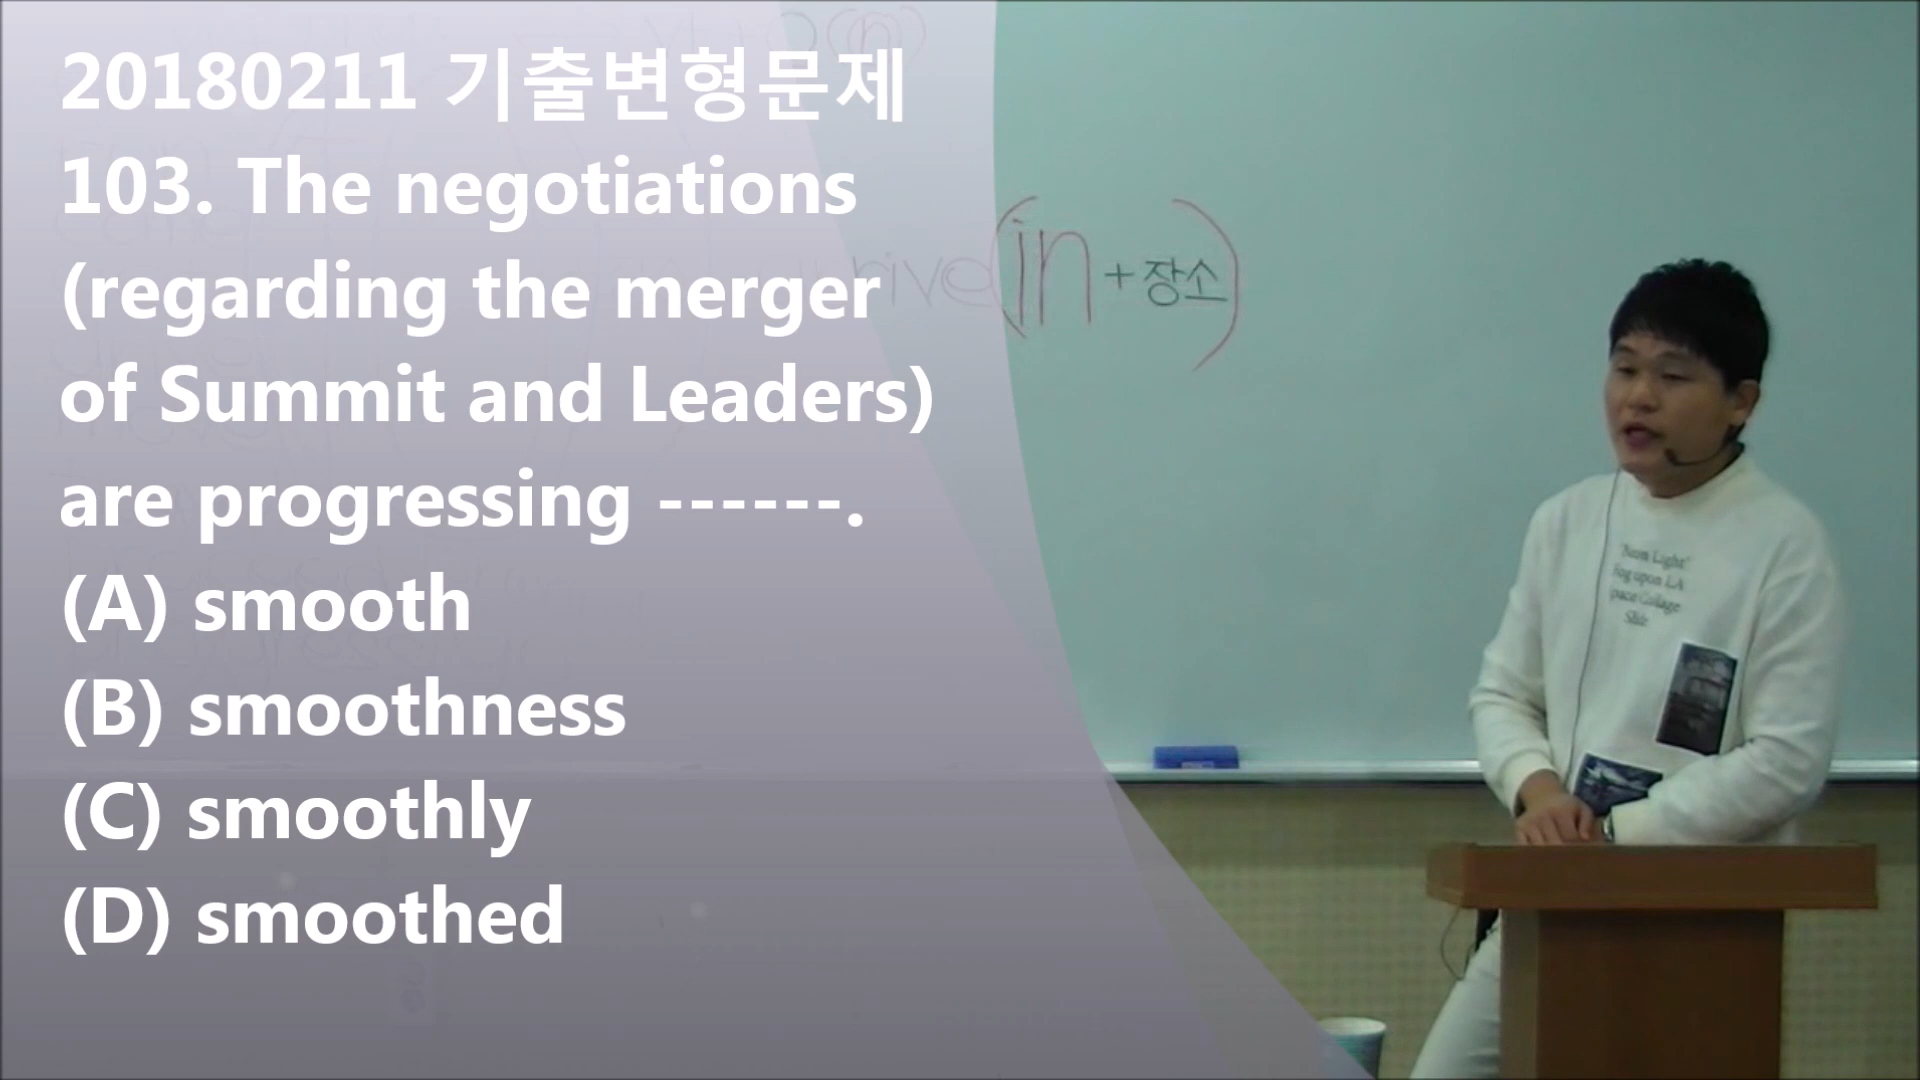 20180211 기출변형문제
103. The negotiations
(regarding the merger
of Summit and Leaders)
are progressing ------.
(A) smooth
(B) smoothness
(C) smoothly
(D) smoothed
rive (in + 장소)